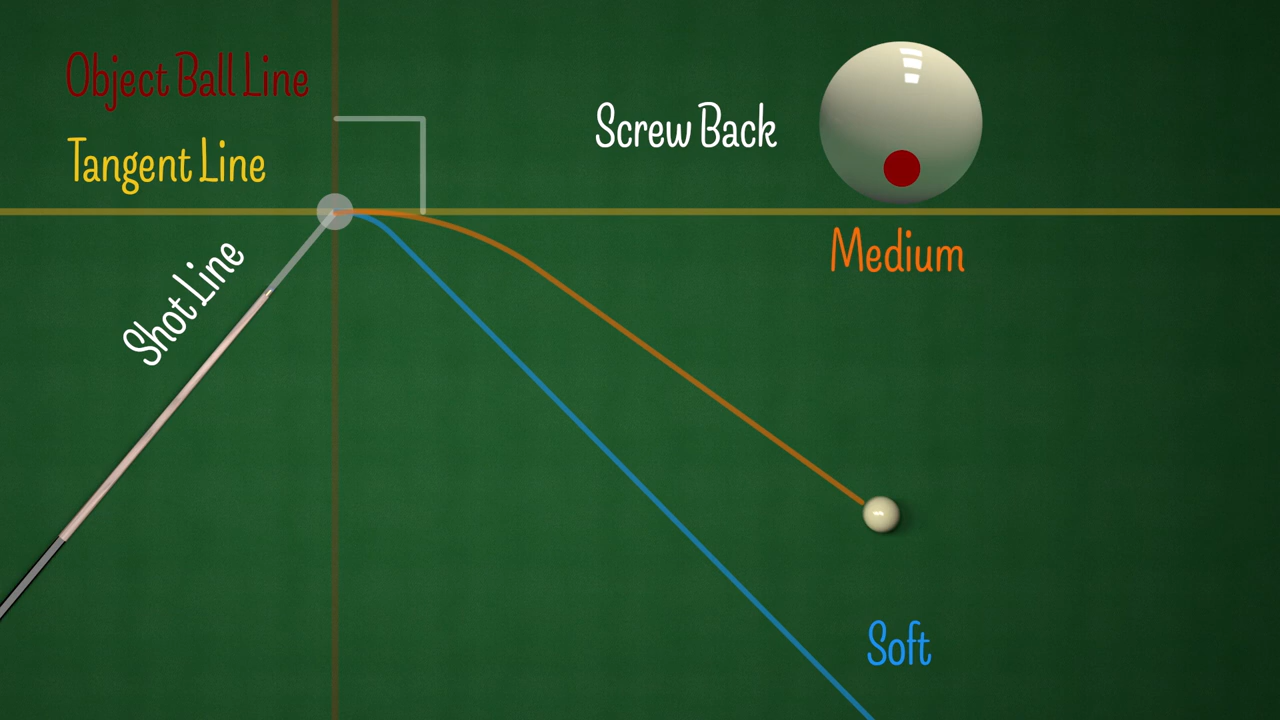 Object Ball Line
Tangent Line
Shot Line
Screw Back
Medium
Soft